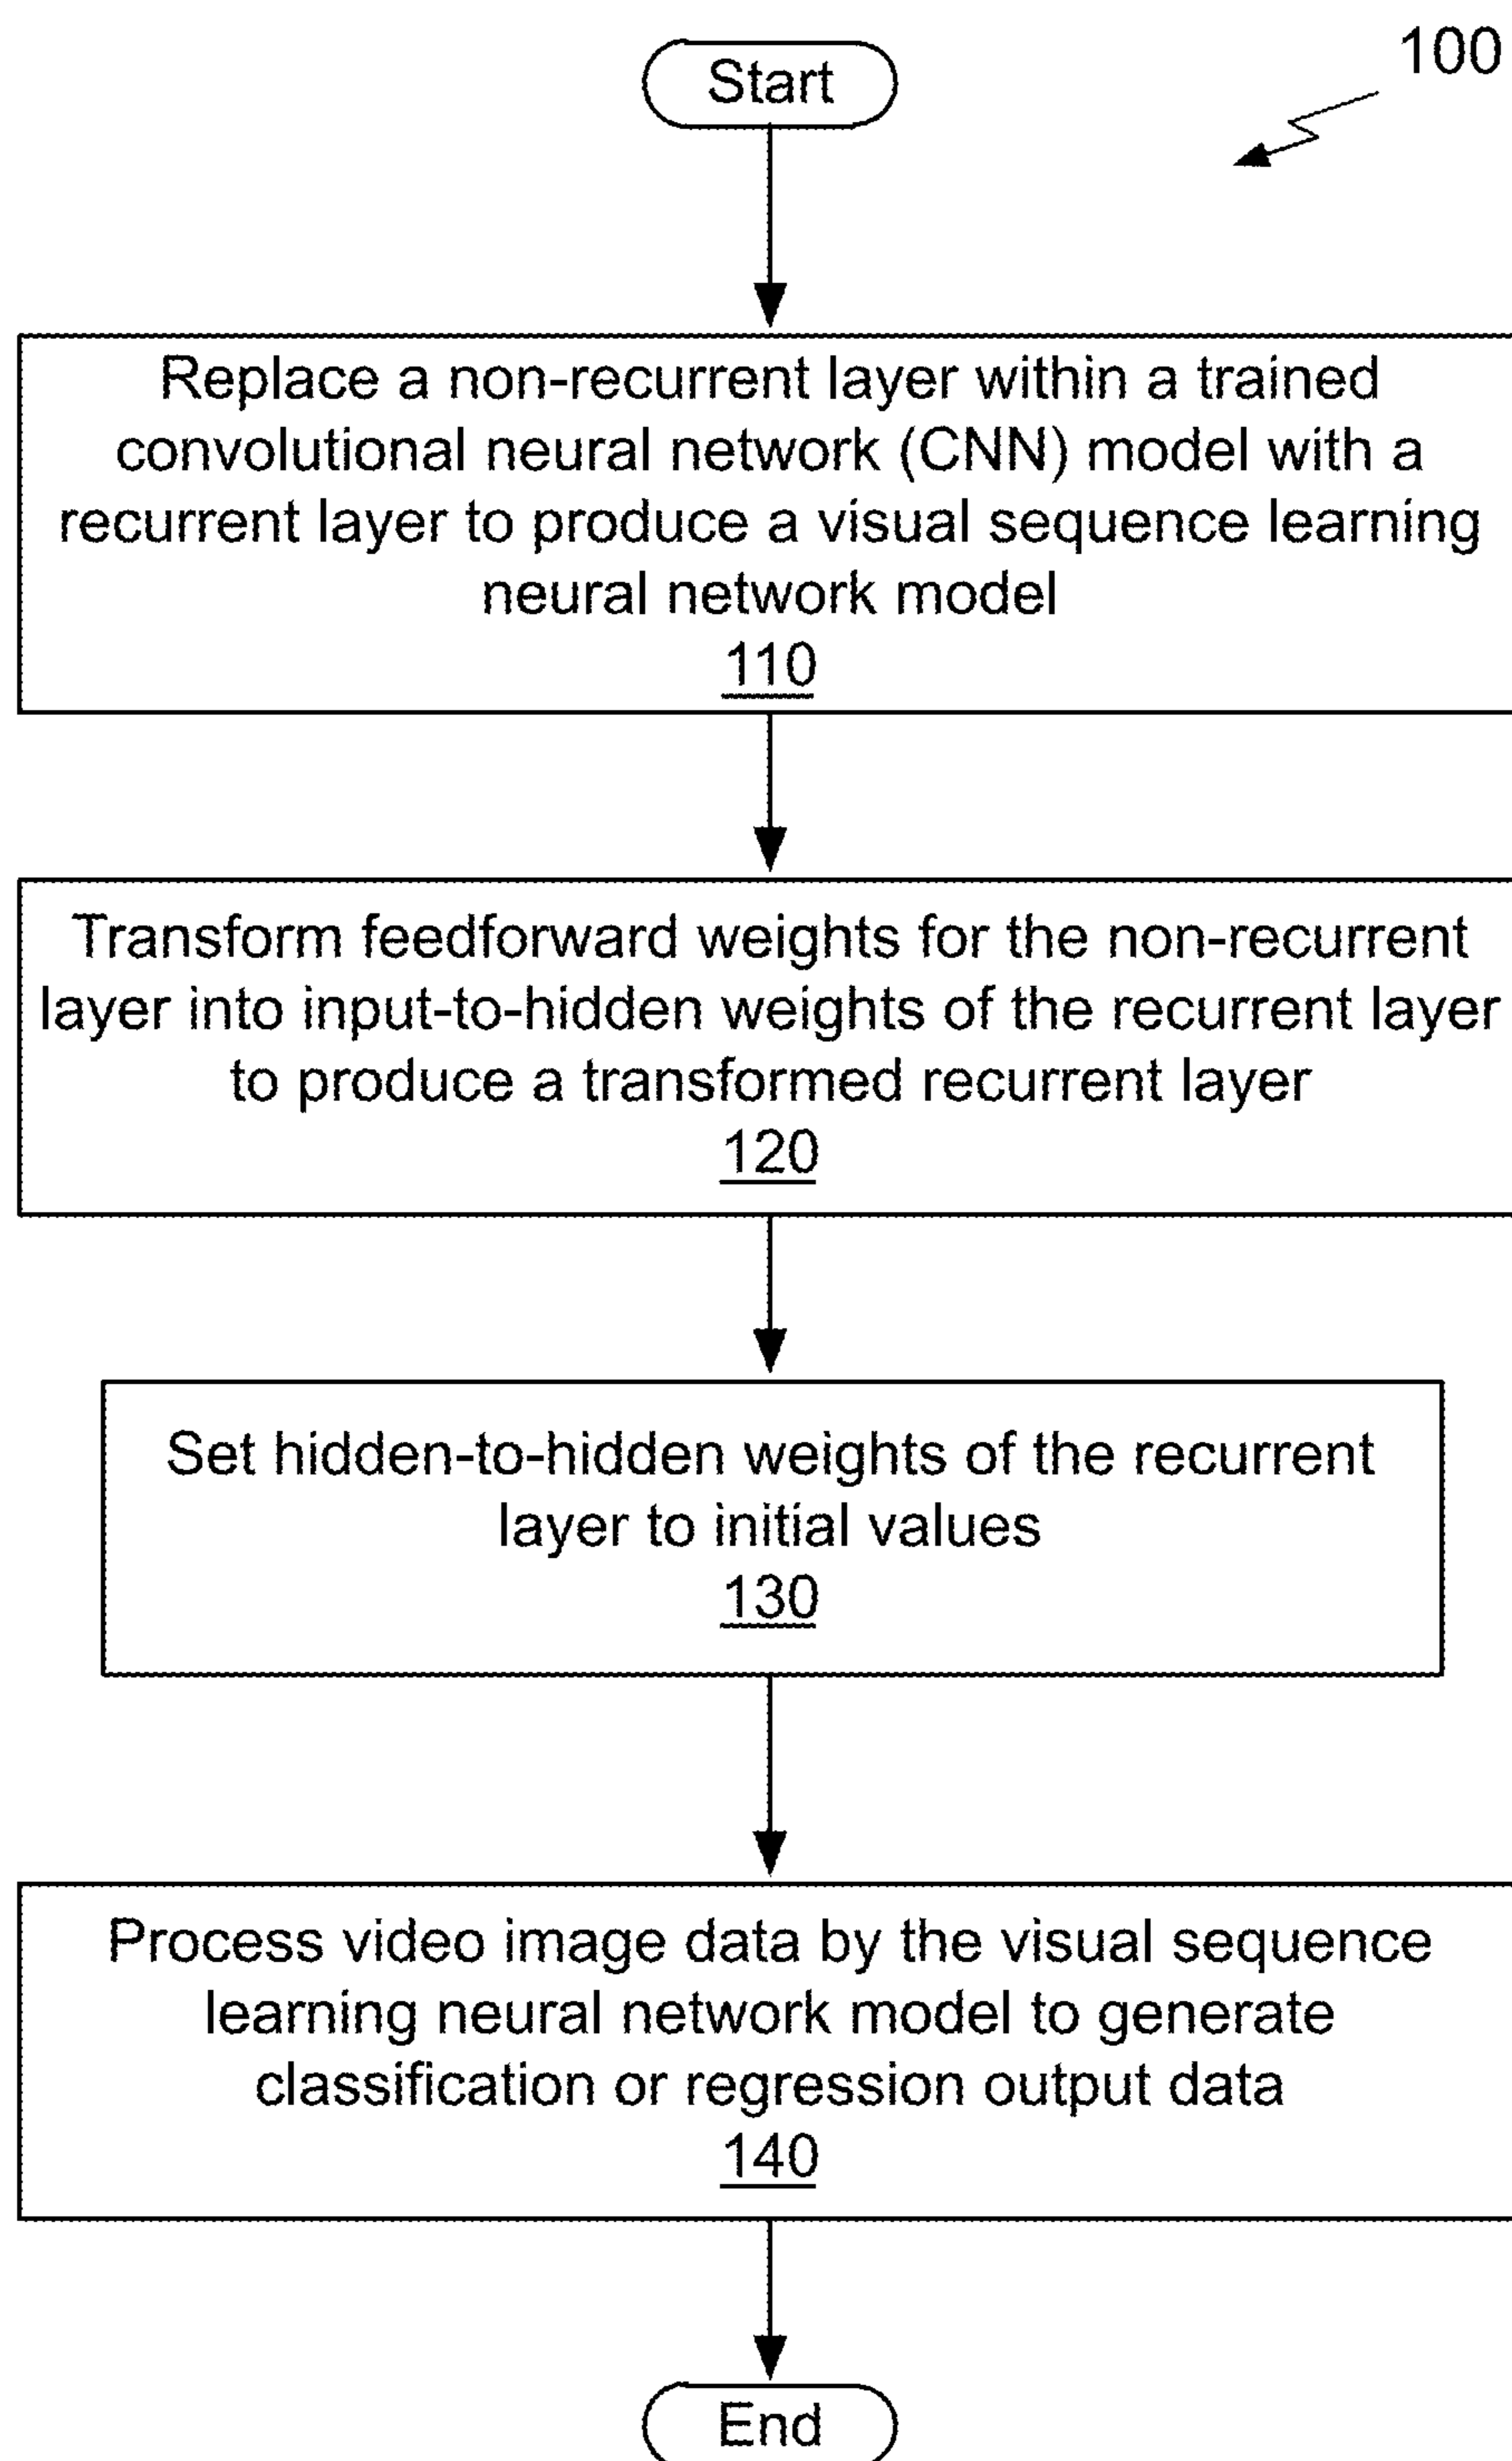 100
Start
Replace a non-recurrent layer within a trained
convolutional neural network (CNN) model with a
recurrent layer to produce a visual sequence learning
neural network model
110
Transform feedforward weights for the non-recurrent
layer into input-to-hidden weights of the recurrent layer
to produce a transformed recurrent layer
120
Set hidden-to-hidden weights of the recurrent
layer to initial values
130
Process video image data by the visual sequence
learning neural network model to generate
classification or regression output data
140
End